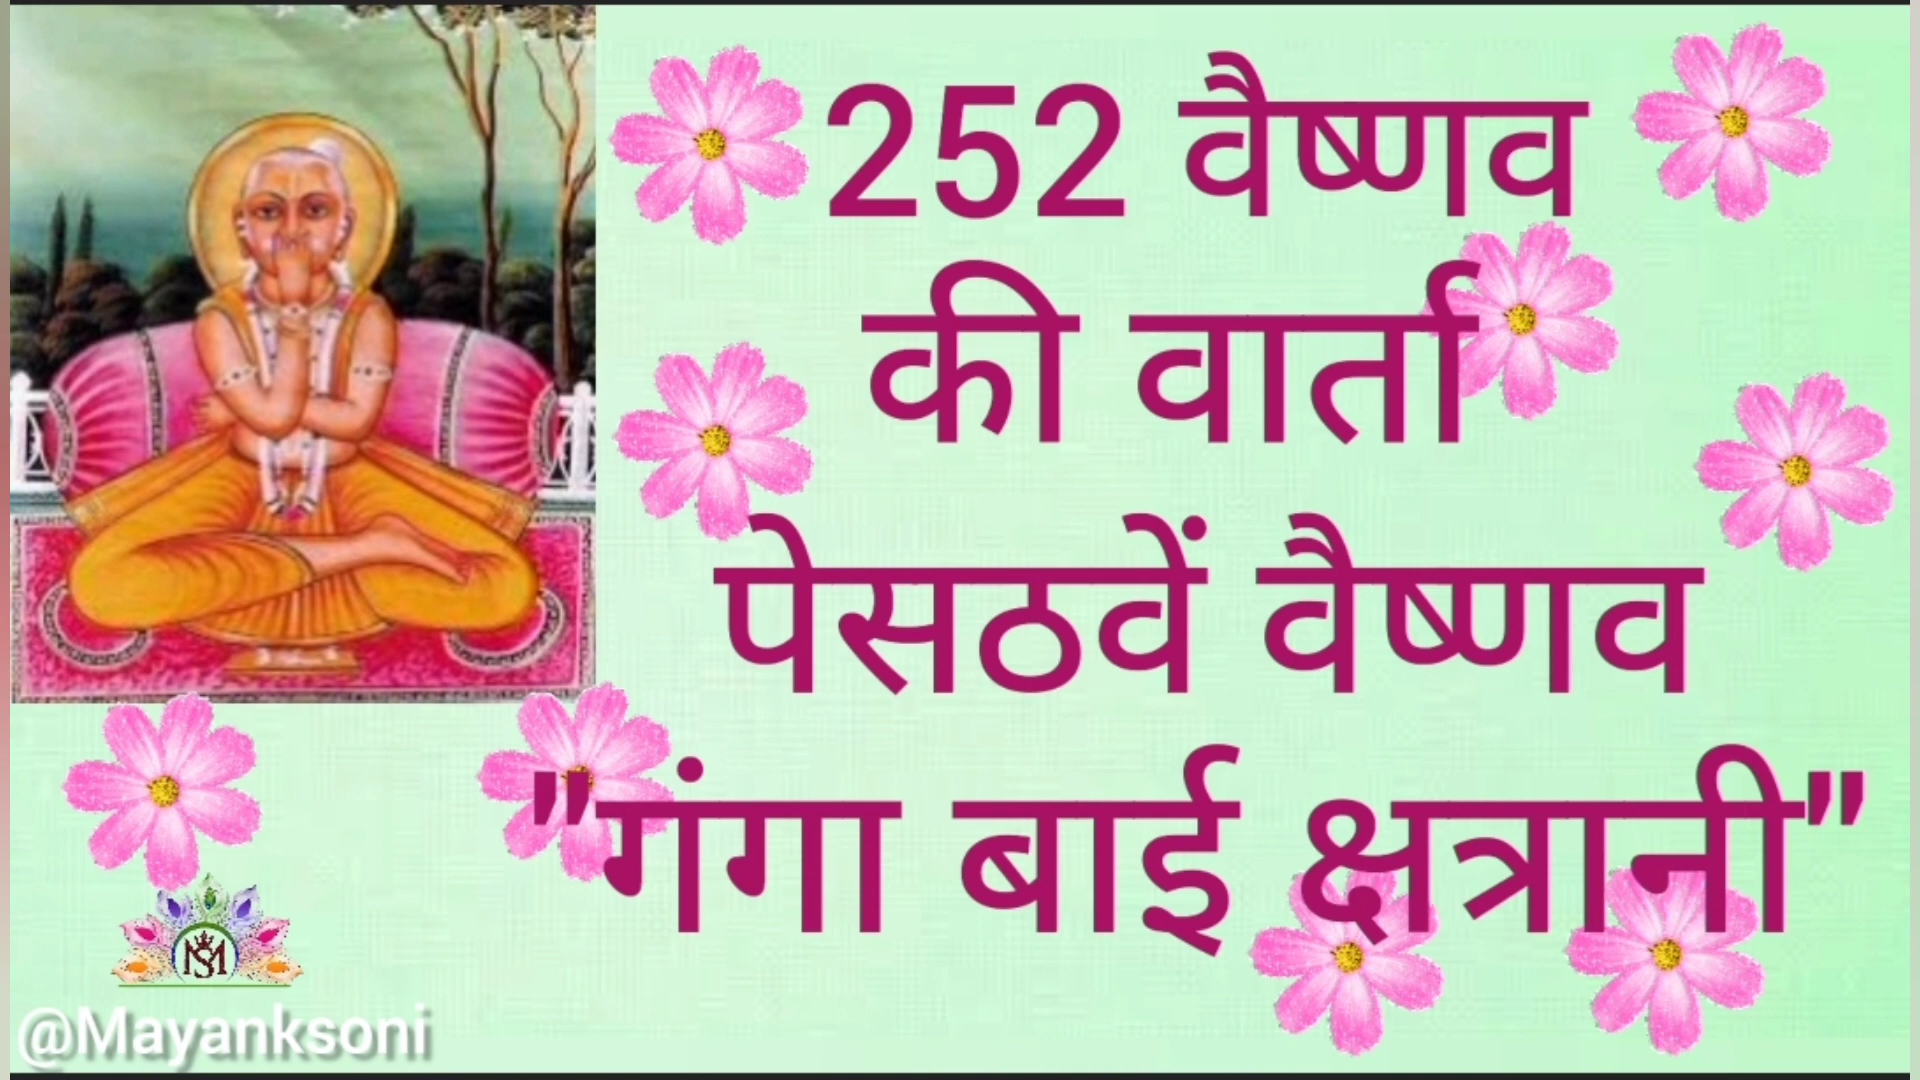 252 वैष्णव
की वार्ता
पेसठवें वैष्णव
"गंगा बाई क्षत्रानी"
@Mayanksoni